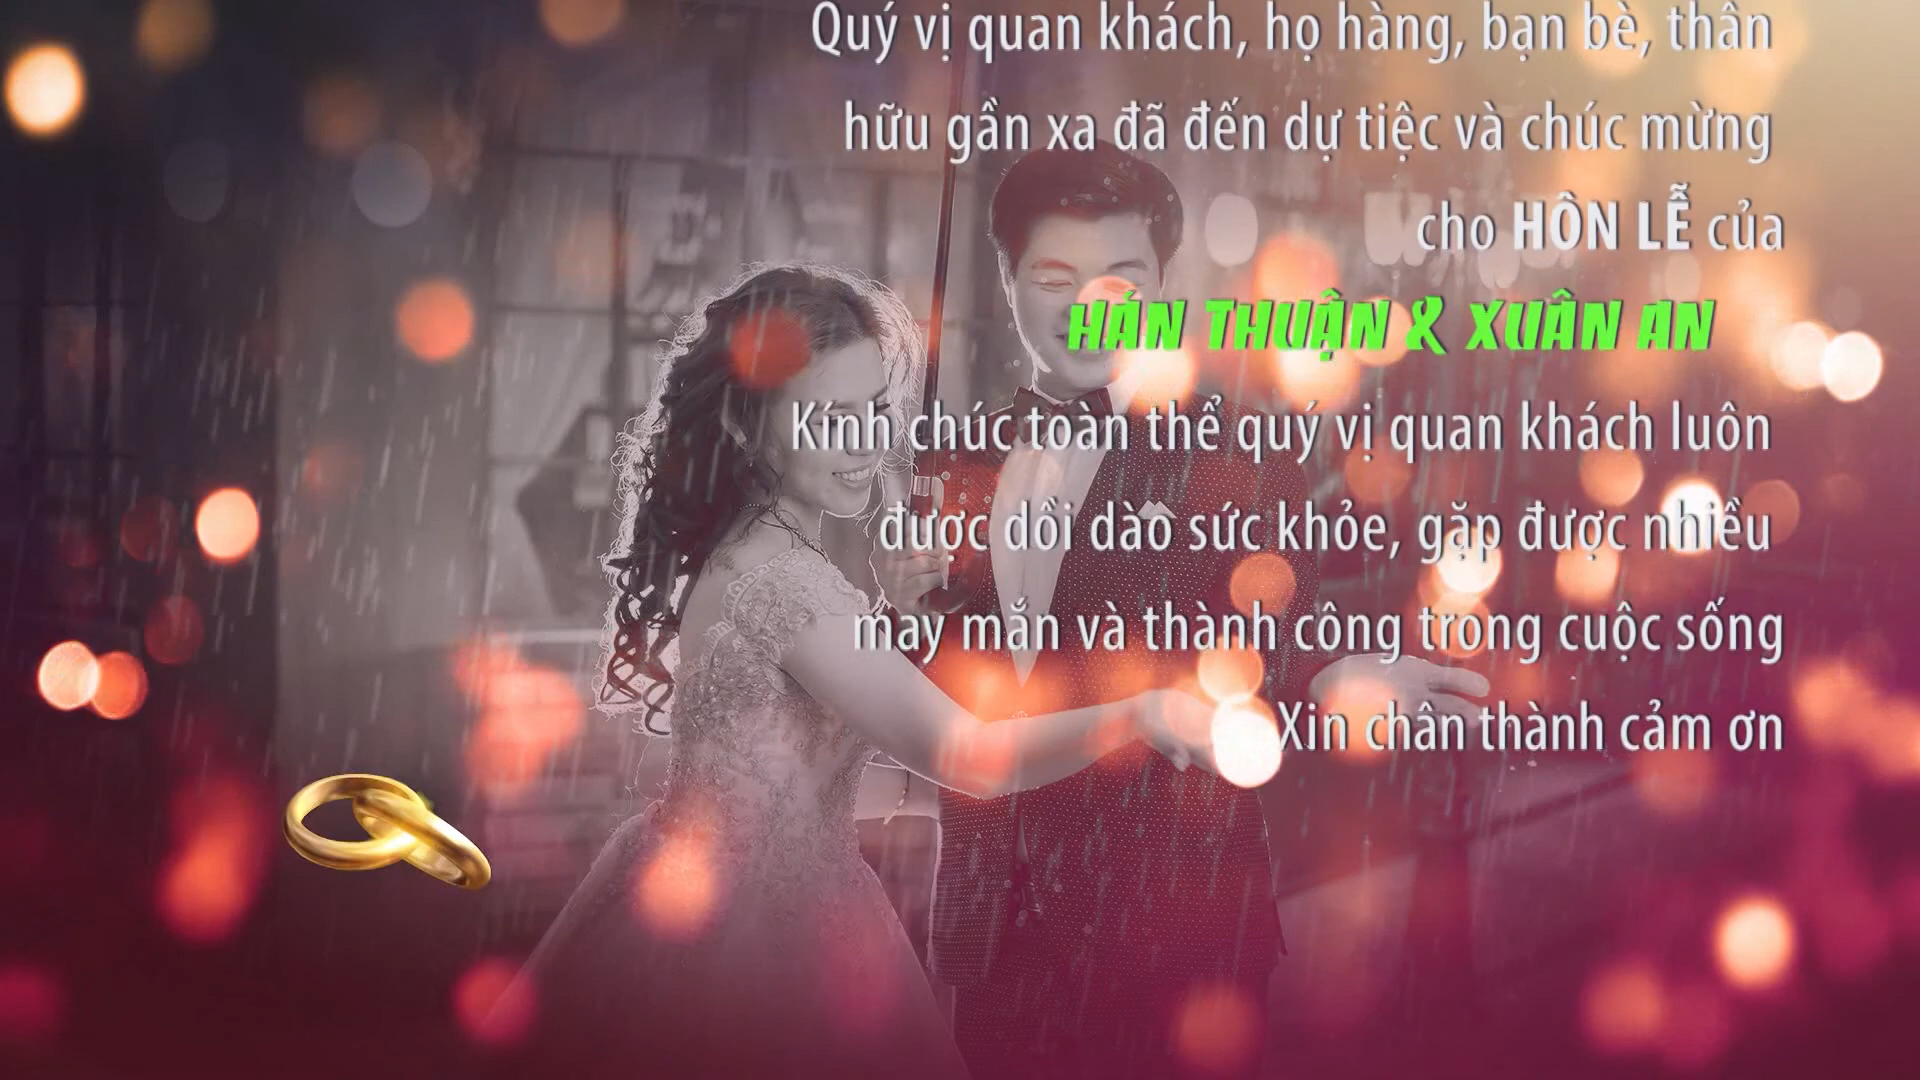 Quý vị quan khách, họ hàng, bạn bè, thân
hữu gần xa đã đến dự tiệc và chúc mừng
cho HÔN LỄ của
HÁN THUẬN & XUÂN AN
Kính chúc toàn thể quý vị quan khách luôn
được dồi dào sức khỏe, gặp được nhiều
may mắn và thành công trong cuộc sống
Xin chân thành cảm ơn